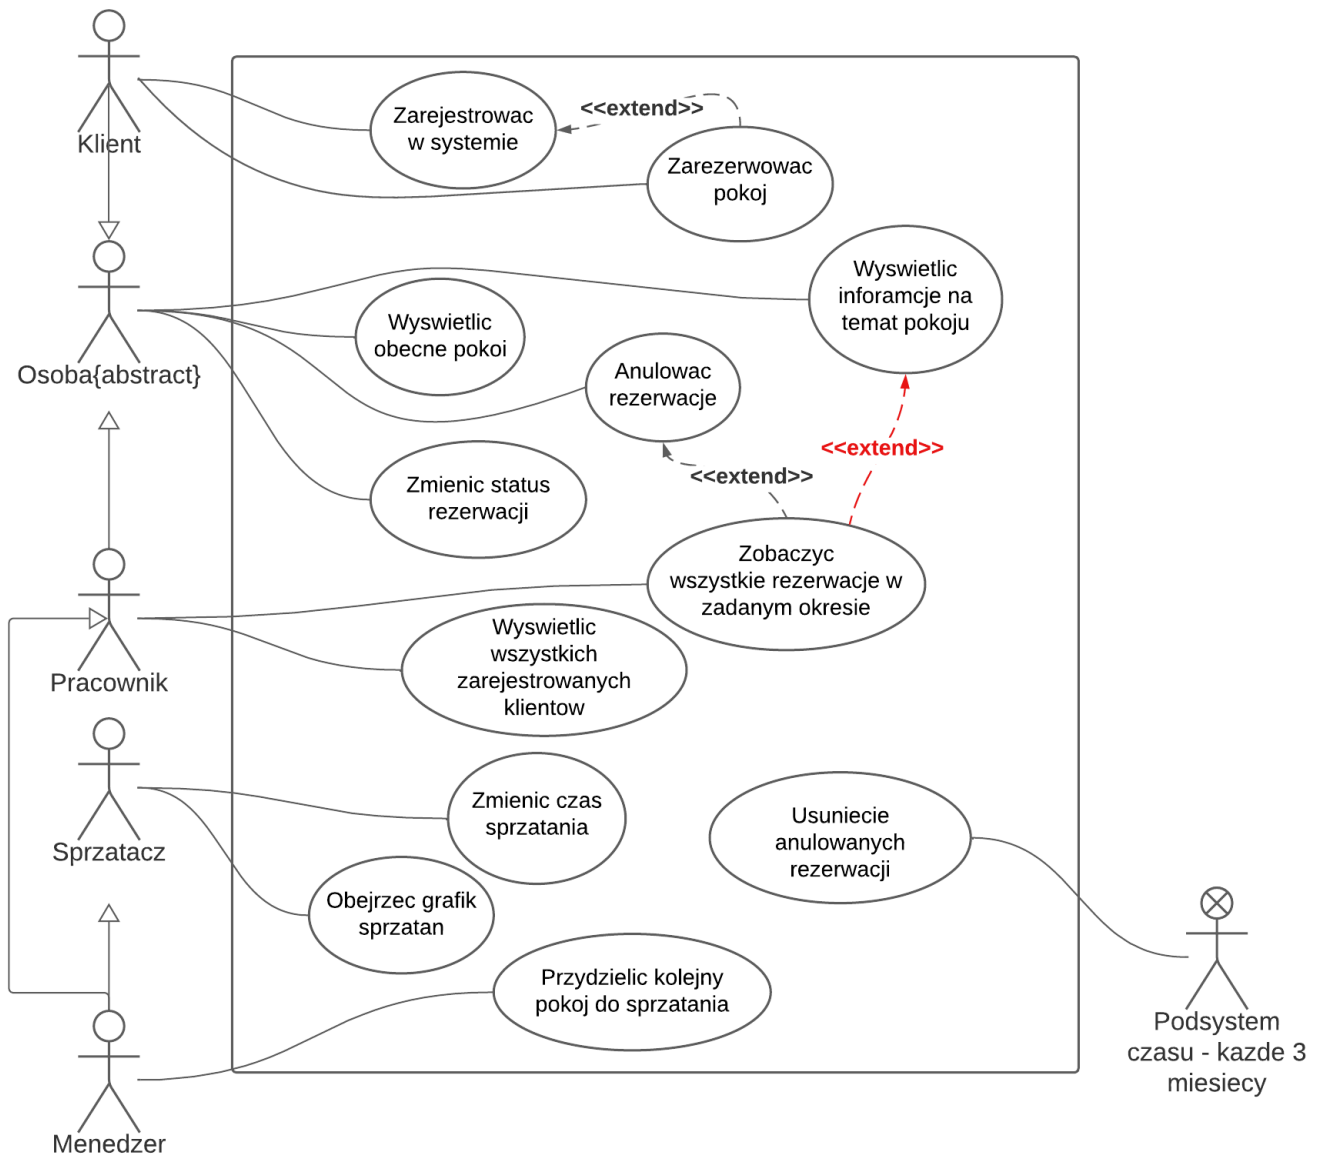 Klient
Zarejestrowac
w systemie
<<extend>>
Zarezerwowac
pokoj
Osoba{abstract}
Wyswietlic
inforamcje na
temat pokoju
Wyswietlic
obecne pokoi
Anulowac
rezerwacje
<<extend>>
<<extend>>
Zmienic status
rezerwacji
Pracownik
Zobaczyc
wszystkie rezerwacje w
zadanym okresie
Wyswietlic
wszystkich
zarejestrowanych
klientow
Sprzatacz
Zmienic czas
sprzatania
Usuniecie
anulowanych
rezerwacji
Obejrzec grafik
sprzatan
Przydzielic kolejny
pokoj do sprzatania
Podsystem
czasu - kazde 3
miesiecy
Menedzer